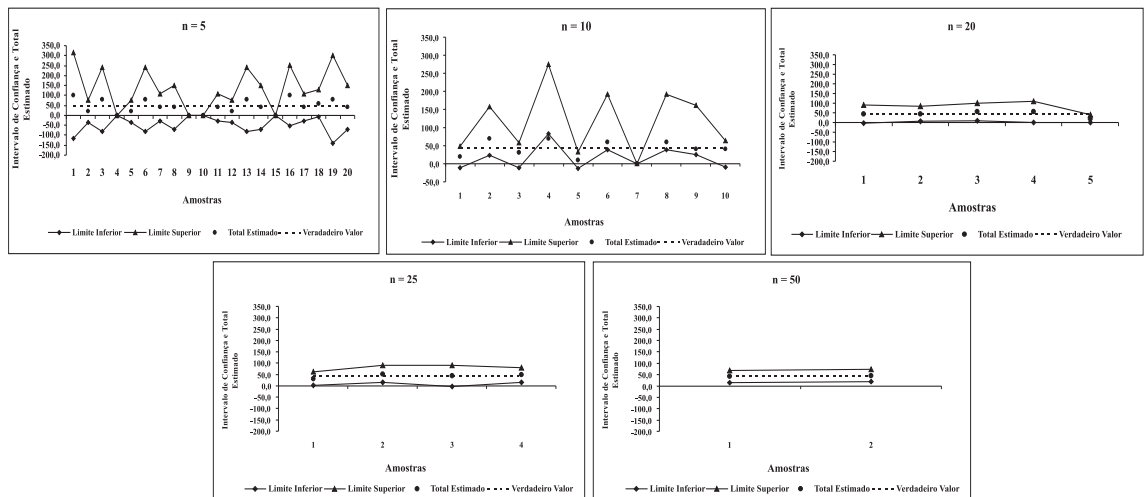 n = 5
Intervalo de Confiança e Total
Estimado
350,0
300,0
250,0
200,0
150,0
100,0
50,0
0,0
-50,0
-100,0
-150,0
-200,0
1 2 3 4 5 6 7 8 9 10 11 12 13 14 15 16 17 18 19 20
Amostras
Limite Inferior Limite Superior Total Estimado Verdadeiro Valor
n = 10
Intervalo de Confiança e Total
Estimado
350,0
300,0
250,0
200,0
150,0
100,0
50,0
0,0
-50,0
1 2 3 4 5 6 7 8 9 10
Amostras
Limite Inferior Limite Superior Total Estimado Verdadeiro Valor
n = 20
Intervalo de Confiança e Total
Estimado
350,0
300,0
250,0
200,0
150,0
100,0
50,0
0,0
-50,0
-100,0
-150,0
-200,0
1 2 3 4 5
Amostras
Limite Inferior Limite Superior Total Estimado Verdadeiro Valor
n = 25
Intervalo de Confiança e Total
Estimado
350,0
300,0
250,0
200,0
150,0
100,0
50,0
0,0
-50,0
-100,0
-150,0
-200,0
1 2 3 4
Amostras
Limite Inferior Limite Superior Total Estimado Verdadeiro Valor
n = 50
Intervalo de Confiança e Total
Estimado
350,0
300,0
250,0
200,0
150,0
100,0
50,0
0,0
-50,0
-100,0
-150,0
-200,0
1 2
Amostras
Limite Inferior Limite Superior Total Estimado Verdadeiro Valor